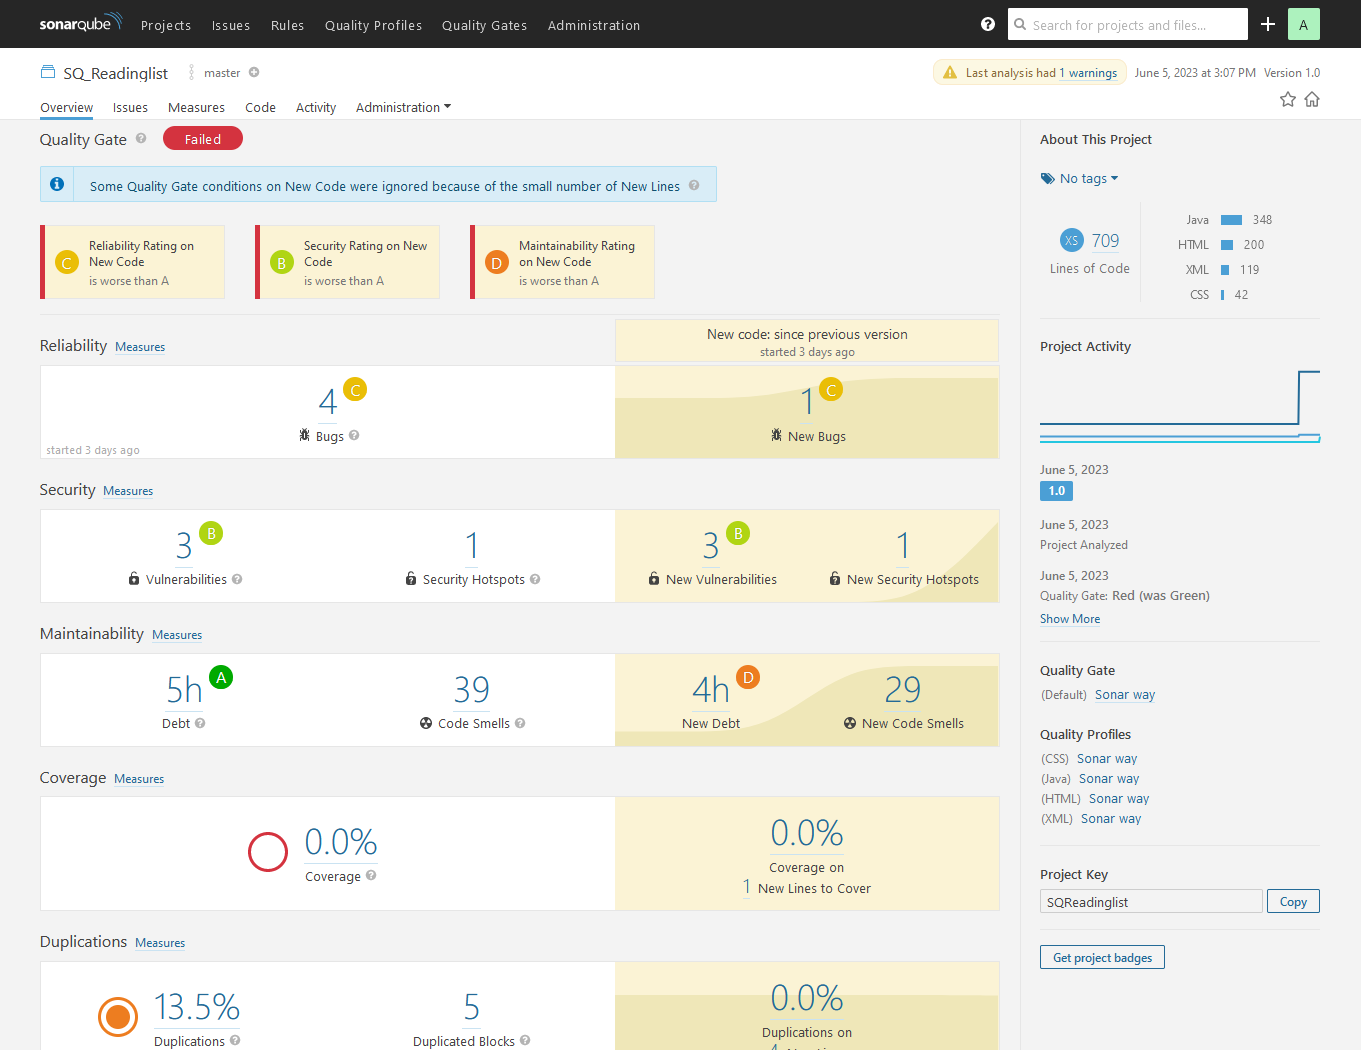 sonarqube
Projects
Issues
Rules
Quality Profiles
Quality Gates
Administration
?
Search for projects and files...
A
SQ_Readinglist
master
Last analysis had 1 warnings
June 5, 2023 at 3:07 PM
Version 1.0
Overview
Issues
Measures
Code
Activity
Administration
Quality Gate ?
Failed
Some Quality Gate conditions on New Code were ignored because of the small number of New Lines ?
C
Reliability Rating on
New Code
is worse than A
B
Security Rating on New
Code
is worse than A
D
Maintainability Rating
on New Code
is worse than A
New code: since previous version
started 3 days ago
Reliability Measures
4 C
Bugs ?
started 3 days ago
1 C
New Bugs
Security Measures
3 B
Vulnerabilities ?
1
Security Hotspots ?
3 B
New Vulnerabilities
1
New Security Hotspots
Maintainability Measures
5h A
Debt ?
39
Code Smells ?
4h D
New Debt
29
New Code Smells
Coverage Measures
0.0%
Coverage ?
0.0%
Coverage on
1 New Lines to Cover
Duplications Measures
13.5%
Duplications ?
5
Duplicated Blocks ?
0.0%
Duplications on
About This Project
No tags
XS 709
Lines of Code
Java 348
HTML 200
XML 119
CSS 42
Project Activity
June 5, 2023
1.0
June 5, 2023
Project Analyzed
June 5, 2023
Quality Gate: Red (was Green)
Show More
Quality Gate
(Default) Sonar way
Quality Profiles
(CSS) Sonar way
(Java) Sonar way
(HTML) Sonar way
(XML) Sonar way
Project Key
SQReadinglist
Copy
Get project badges